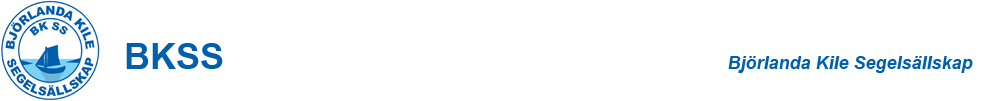 BJÖRLANDA KILE
BK SS
SEGELSÄLLSKAP
BKSS
Björlanda Kile Segelsällskap